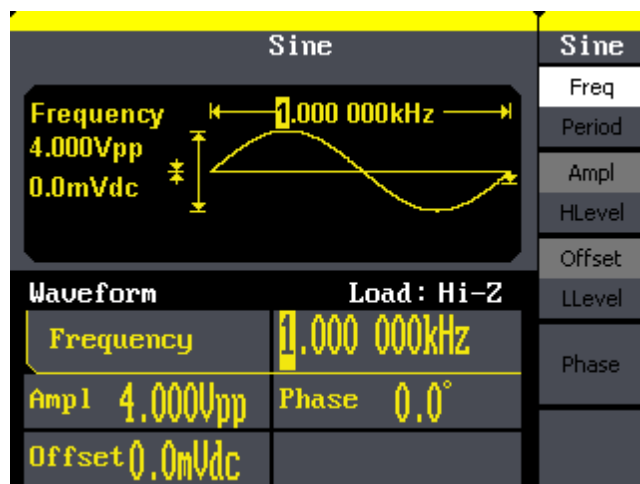 Sine
Sine
Frequency
1.000 000kHz
4.000Vpp
0.0mVdc
Freq
Period
Ampl
HLevel
Offset
LLevel
Phase
Waveform
Load: Hi-Z
Frequency
1.000 000kHz
Ampl 4.000Vpp
Phase 0.0°
Offset 0.0mVdc